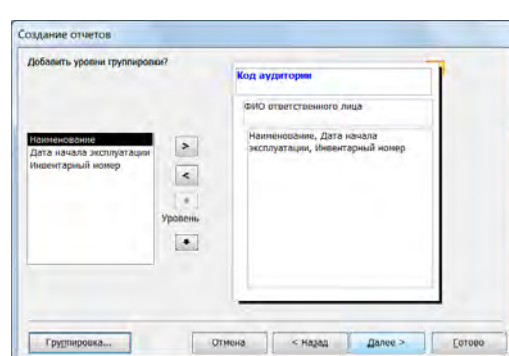 Создание отчетов
Добавить уровни группировки?
Код аудитории
ФИО ответственного лица
Наименование
Дата начала эксплуатации
Инвентарный номер
>
<
Уровень
Наименование, Дата начала
эксплуатации, Инвентарный номер
Группировка...
Отмена
< Назад
Далее >
Готово